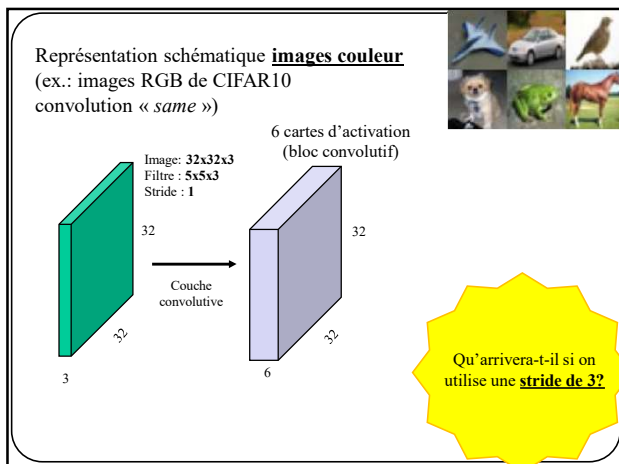 Représentation schématique images couleur
(ex.: images RGB de CIFAR10
convolution « same »)
6 cartes d'activation
(bloc convolutif)
Image: 32x32x3
Filtre : 5x5x3
Stride : 1
32
32
3
Couche
convolutive
32
32
6
Qu'arrivera-t-il si on
utilise une stride de 3?